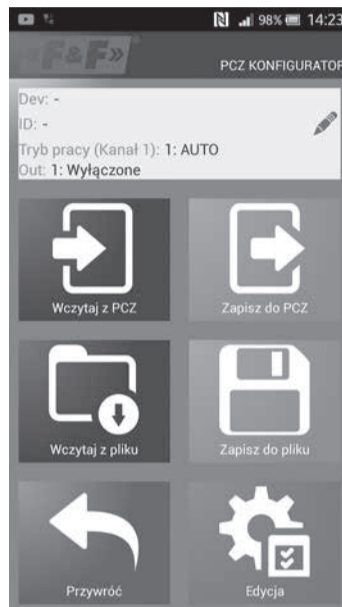 98% 14:23
«F&F»
PCZ KONFIGURATOR
Dev: -
ID: -
Tryb pracy (Kanał 1): 1: AUTO
Out: 1: Wyłączone
Wczytaj z PCZ Zapisz do PCZ
Wczytaj z pliku Zapisz do pliku
Przywróć Edycja